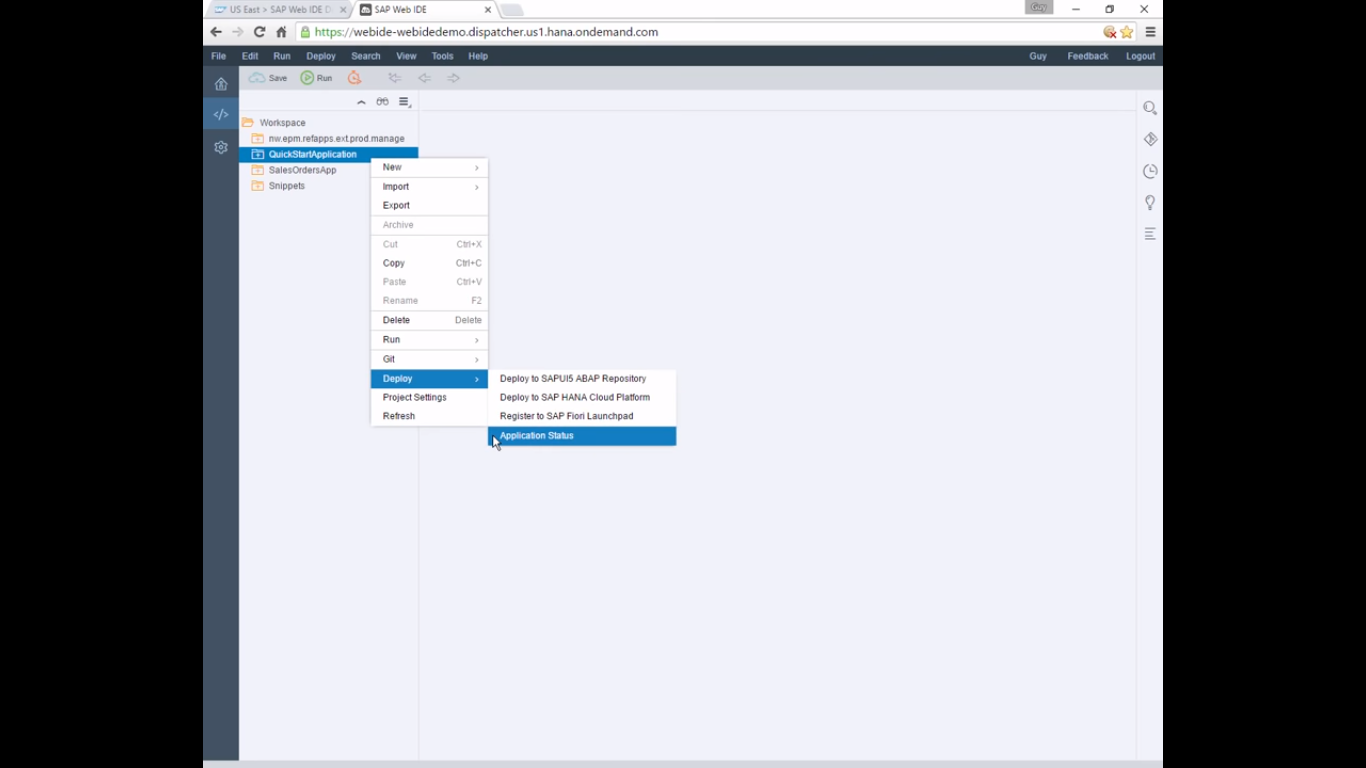 US East > SAP Web IDE D
SAP Web IDE
Guy
https://webide-webidedemo.dispatcher.us1.hana.ondemand.com
File Edit Run Deploy Search View Tools Help Guy Feedback Logout
Save Run
Workspace
nw.epm.refapps.ext.prod.manage
QuickStartApplication
SalesOrdersApp
Snippets
New
Import
Export
Archive
Cut Ctrl+X
Copy Ctrl+C
Paste Ctrl+V
Rename F2
Delete Delete
Run
Git
Deploy
Project Settings
Refresh
Deploy to SAPUI5 ABAP Repository
Deploy to SAP HANA Cloud Platform
Register to SAP Fiori Launchpad
Application Status